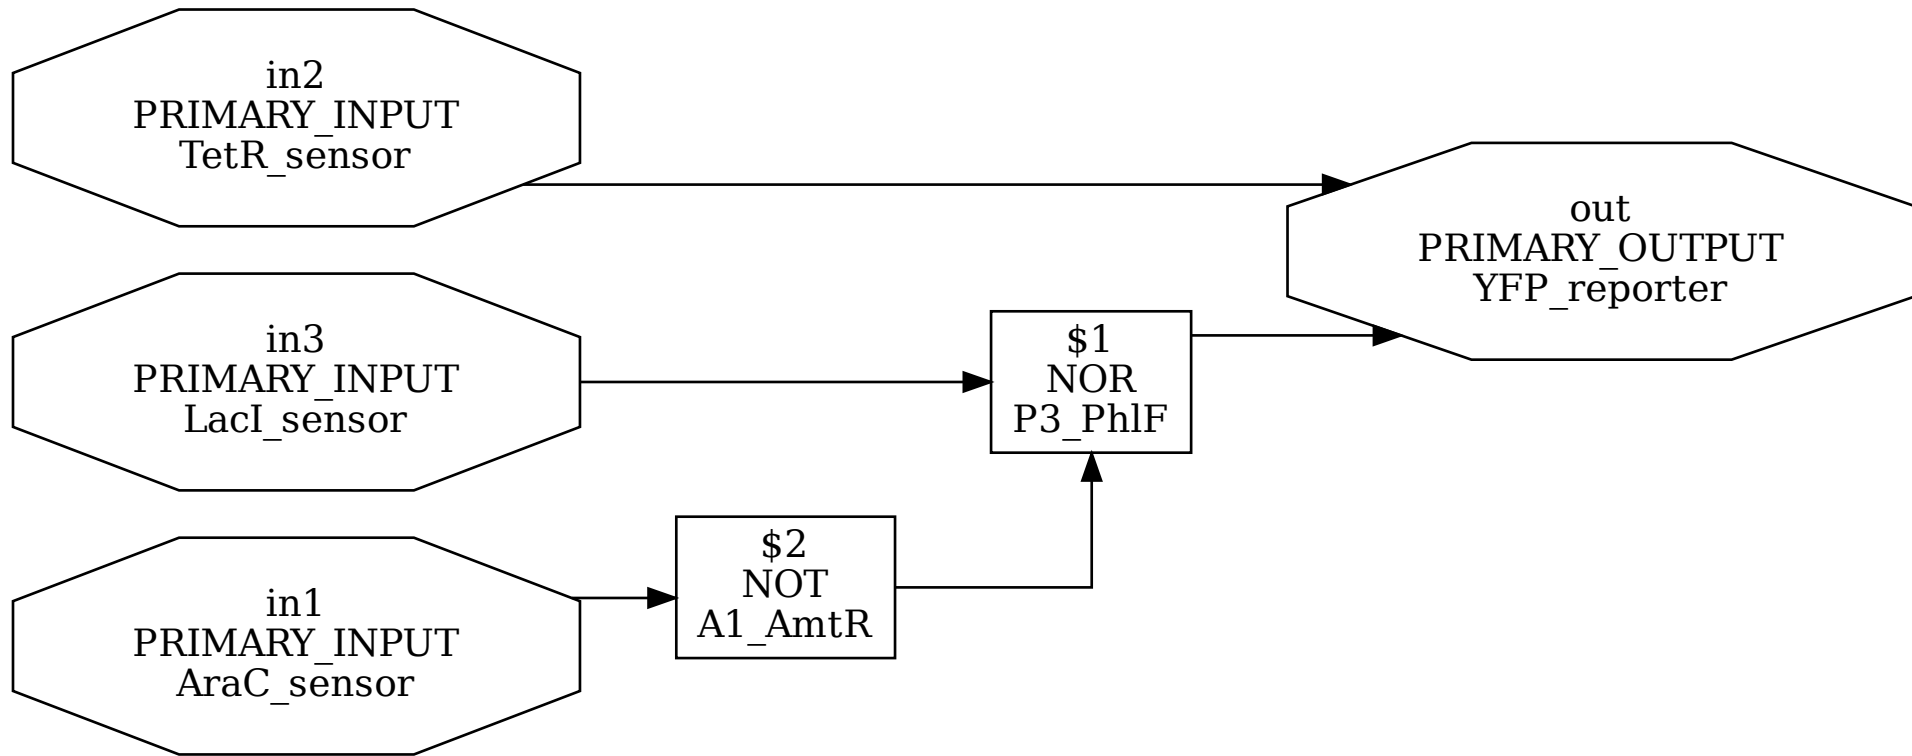 in2
PRIMARY_INPUT
TetR_sensor
out
PRIMARY_OUTPUT
YFP_reporter
in3
PRIMARY_INPUT
LacI_sensor
$1
NOR
P3_PhlF
$2
NOT
A1_AmtR
in1
PRIMARY_INPUT
AraC_sensor